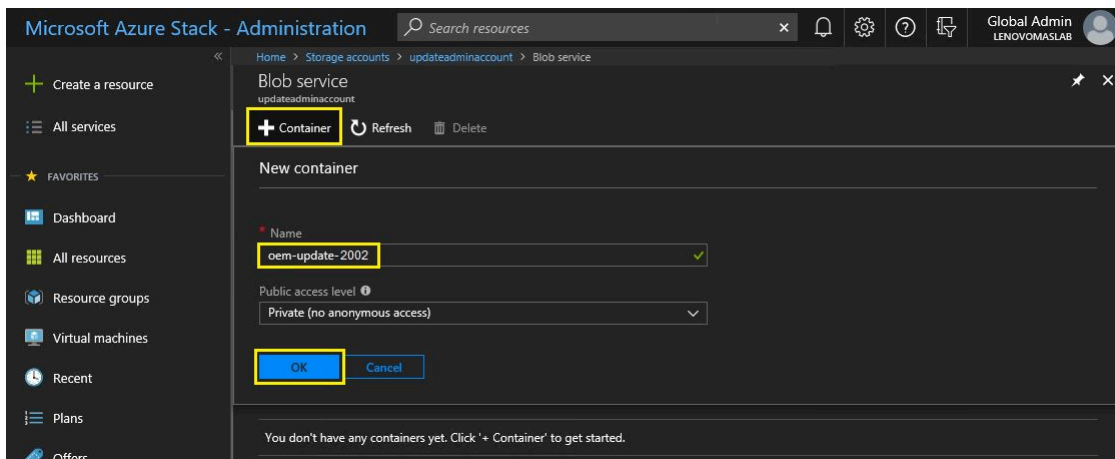 Microsoft Azure Stack - Administration
Search resources
Global Admin
LENOVOMASLAB
Home > Storage accounts > updateadminaccount > Blob service
Create a resource
All services
FAVORITES
Dashboard
All resources
Resource groups
Virtual machines
Recent
Plans
Offers
Blob service
updateadminaccount
Container
Refresh
Delete
New container
* Name
oem-update-2002
Public access level
Private (no anonymous access)
OK
Cancel
You don't have any containers yet. Click '+ Container' to get started.